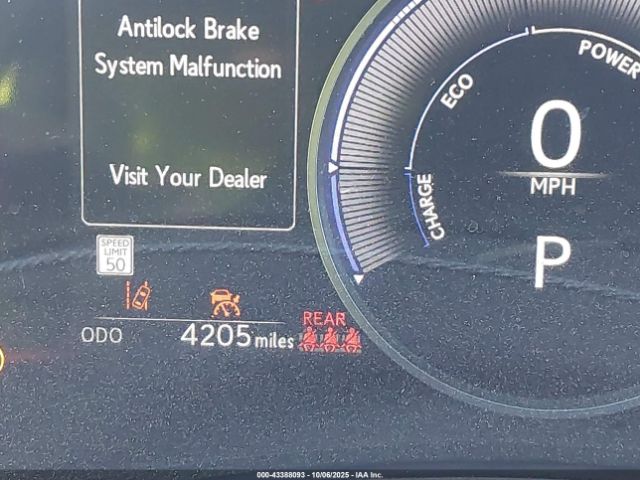 Antilock Brake
System Malfunction
Visit Your Dealer
SPEED
LIMIT
50
ODO 4205 miles
REAR
CHARGE
ECO
POWER
0
MPH
P
000-43388093 - 10/06/2025 - IAA Inc.